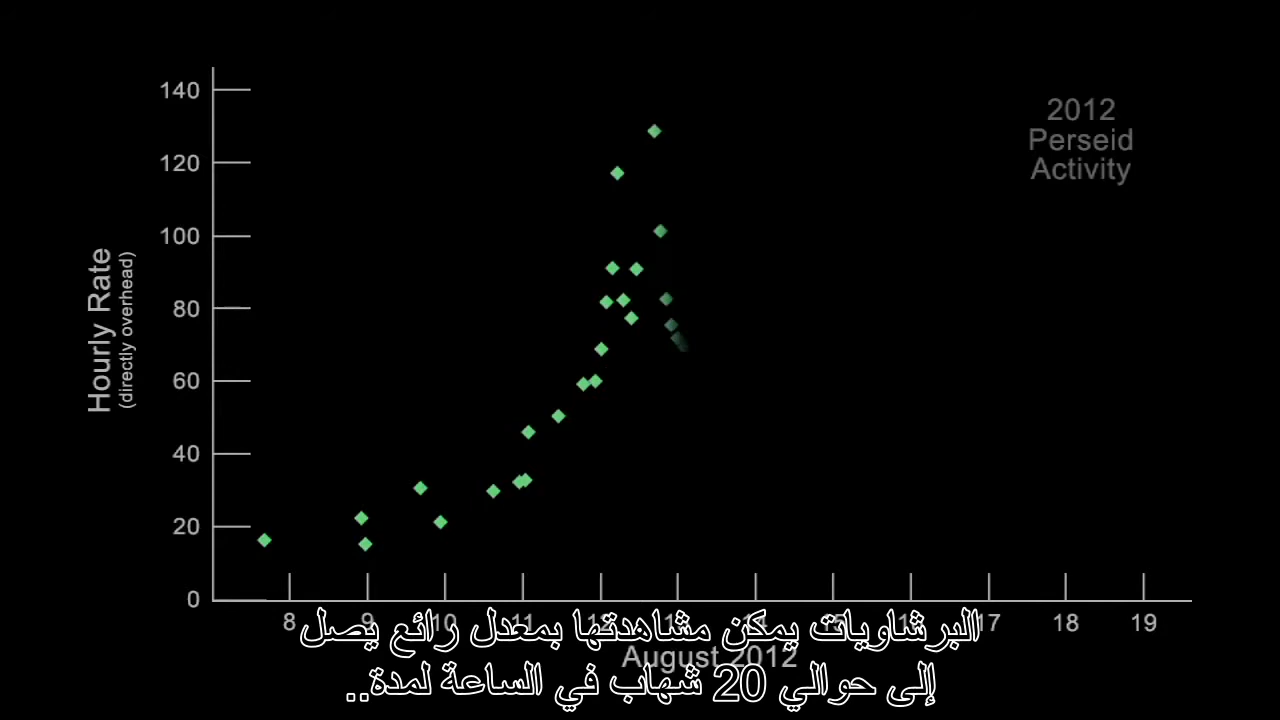 2012
Perseid
Activity
140
120
100
80
60
40
20
0
Hourly Rate
(directly overhead)
8
9
10
11
12
17
18
19
August 2012
البرشاويات يمكن مشاهدتها بمعدل رائع يصل
إلى حوالي 20 شهاب في الساعة لمدة..